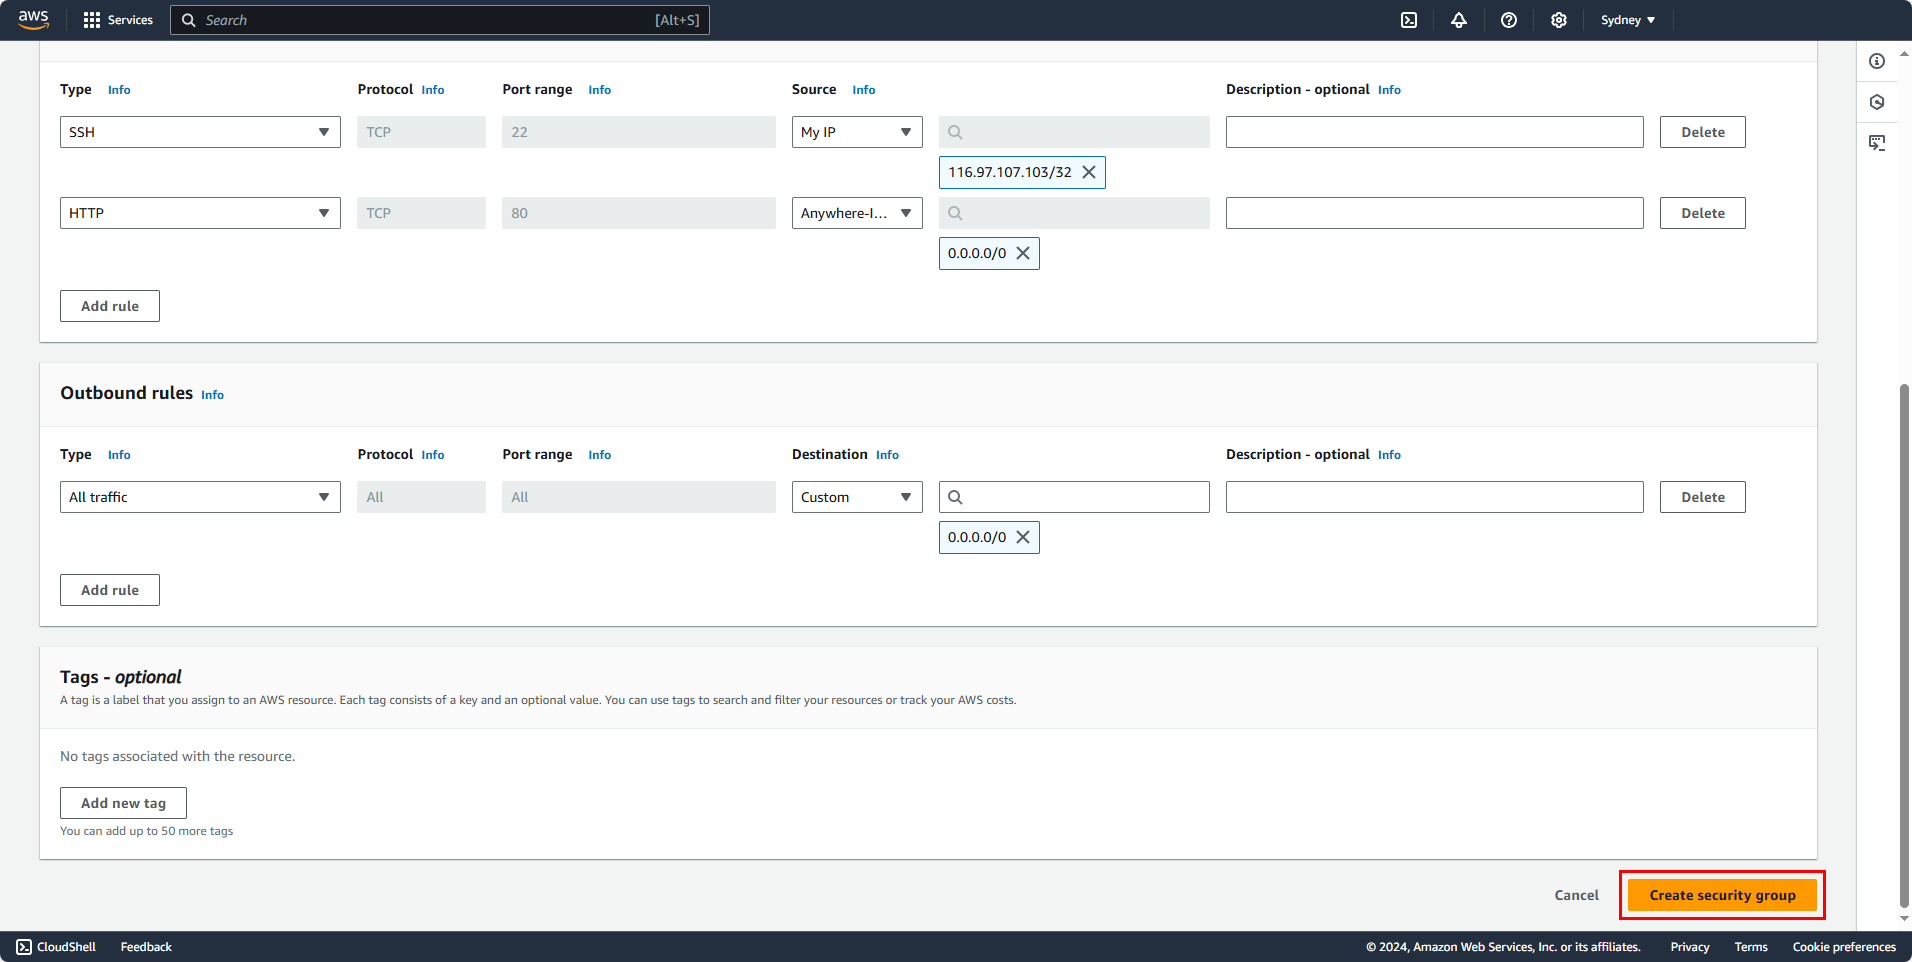 aws Services Search [Alt+S] Sydney
Type Info Protocol Info Port range Info Source Info Description - optional Info
SSH TCP 22 My IP Delete
116.97.107.103/32
HTTP TCP 80 Anywhere-I... Delete
0.0.0.0/0
Add rule
Outbound rules Info
Type Info Protocol Info Port range Info Destination Info Description - optional Info
All traffic All All Custom Delete
0.0.0.0/0
Add rule
Tags - optional
A tag is a label that you assign to an AWS resource. Each tag consists of a key and an optional value. You can use tags to search and filter your resources or track your AWS costs.
No tags associated with the resource.
Add new tag
You can add up to 50 more tags
Cancel Create security group
CloudShell Feedback © 2024, Amazon Web Services, Inc. or its affiliates. Privacy Terms Cookie preferences